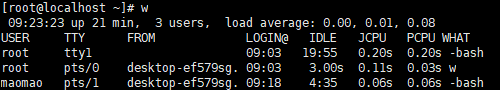 [root@localhost ~]# w
 09:23:23 up 21 min,  3 users,  load average: 0.00, 0.01, 0.08
USER     TTY      FROM             LOGIN@   IDLE   JCPU   PCPU WHAT
root     tty1                      09:03   19:55   0.20s  0.20s -bash
root     pts/0    desktop-ef579sg. 09:03    3.00s  0.11s  0.03s w
maomao   pts/1    desktop-ef579sg. 09:18    4:35   0.06s  0.06s -bash